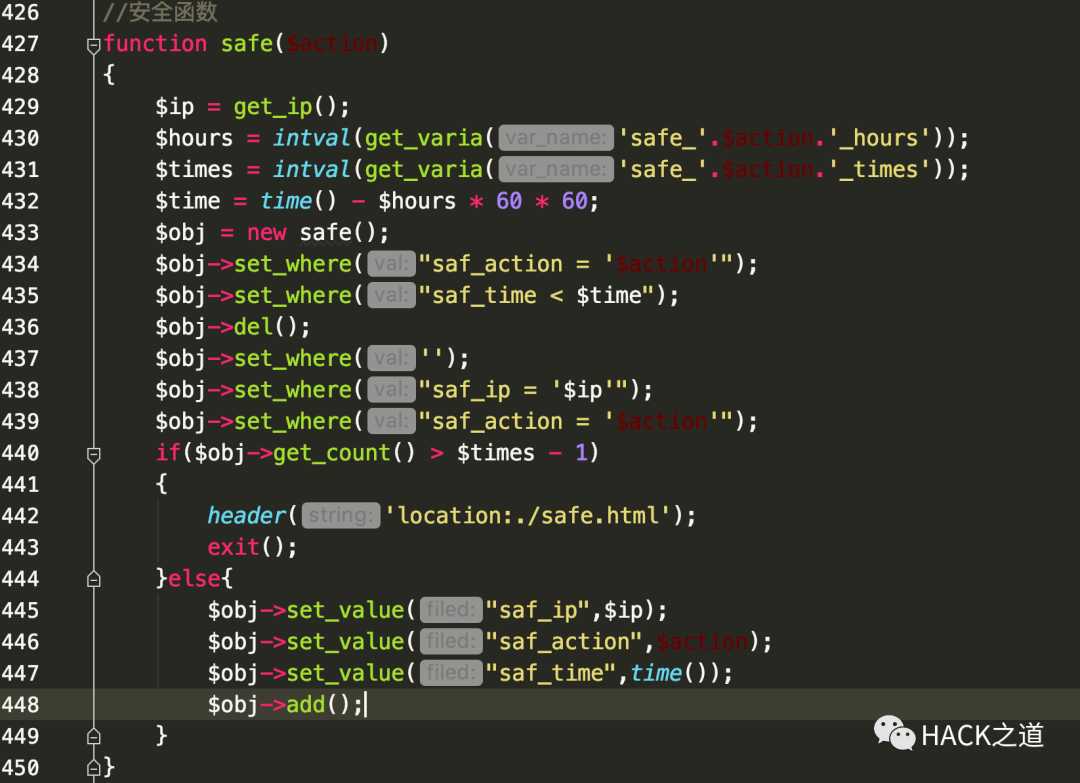 426 //安全函数
427 function safe($action)
428 {
429 $ip = get_ip();
430 $hours = intval(get_varia( var_name: 'safe_'.$action.'_hours'));
431 $times = intval(get_varia( var_name: 'safe_'.$action.'_times'));
432 $time = time() - $hours * 60 * 60;
433 $obj = new safe();
434 $obj->set_where( val: "saf_action = '$action'");
435 $obj->set_where( val: "saf_time < $time");
436 $obj->del();
437 $obj->set_where( val: '');
438 $obj->set_where( val: "saf_ip = '$ip'");
439 $obj->set_where( val: "saf_action = '$action'");
440 if($obj->get_count() > $times - 1)
441 {
442 header( string: 'location:./safe.html');
443 exit();
444 }else{
445 $obj->set_value( filed: "saf_ip",$ip);
446 $obj->set_value( filed: "saf_action",$action);
447 $obj->set_value( filed: "saf_time",time());
448 $obj->add();
449 }
450 }
HACK之道